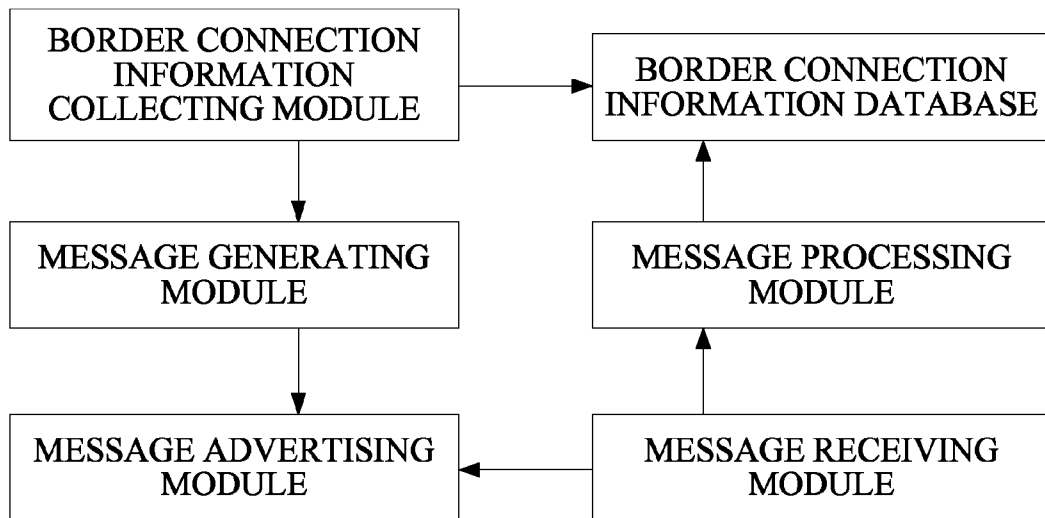 BORDER CONNECTION
INFORMATION
COLLECTING MODULE
BORDER CONNECTION
INFORMATION DATABASE
MESSAGE GENERATING
MODULE
MESSAGE PROCESSING
MODULE
MESSAGE ADVERTISING
MODULE
MESSAGE RECEIVING
MODULE